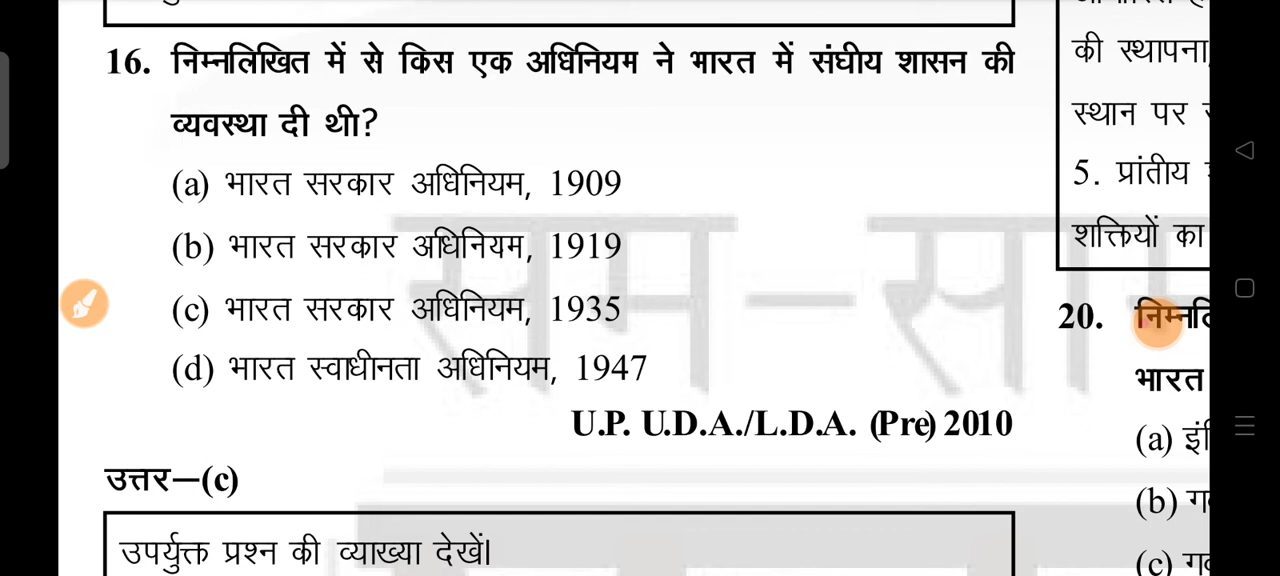 16. निम्नलिखित में से किस एक अधिनियम ने भारत में संघीय शासन की
व्यवस्था दी थी?
(a) भारत सरकार अधिनियम, 1909
(b) भारत सरकार अधिनियम, 1919
(c) भारत सरकार अधिनियम, 1935
(d) भारत स्वाधीनता अधिनियम, 1947
U.P. U.D.A./L.D.A. (Pre) 2010
उत्तर—(c)
उपर्युक्त प्रश्न की व्याख्या देखें।
की स्थापना,
स्थान पर
5. प्रांतीय
शक्तियों का
20.
भारत
(a)
(b)
(c)